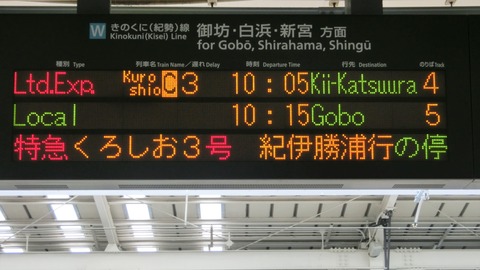 W きのくに(紀勢)線 御坊・白浜・新宮 方面
Kinokuni(Kisei) Line for Gobō, Shirahama, Shingū
種別 Type 列車名 Train Name/遅れ Delay 時刻 Departure Time 行先 Destination のりば Track
Ltd.Exp. Kuroshio C 3 10:05 Kii-Katsuura 4
Local 10:15 Gobo 5
特急くろしお3号 紀伊勝浦行の停